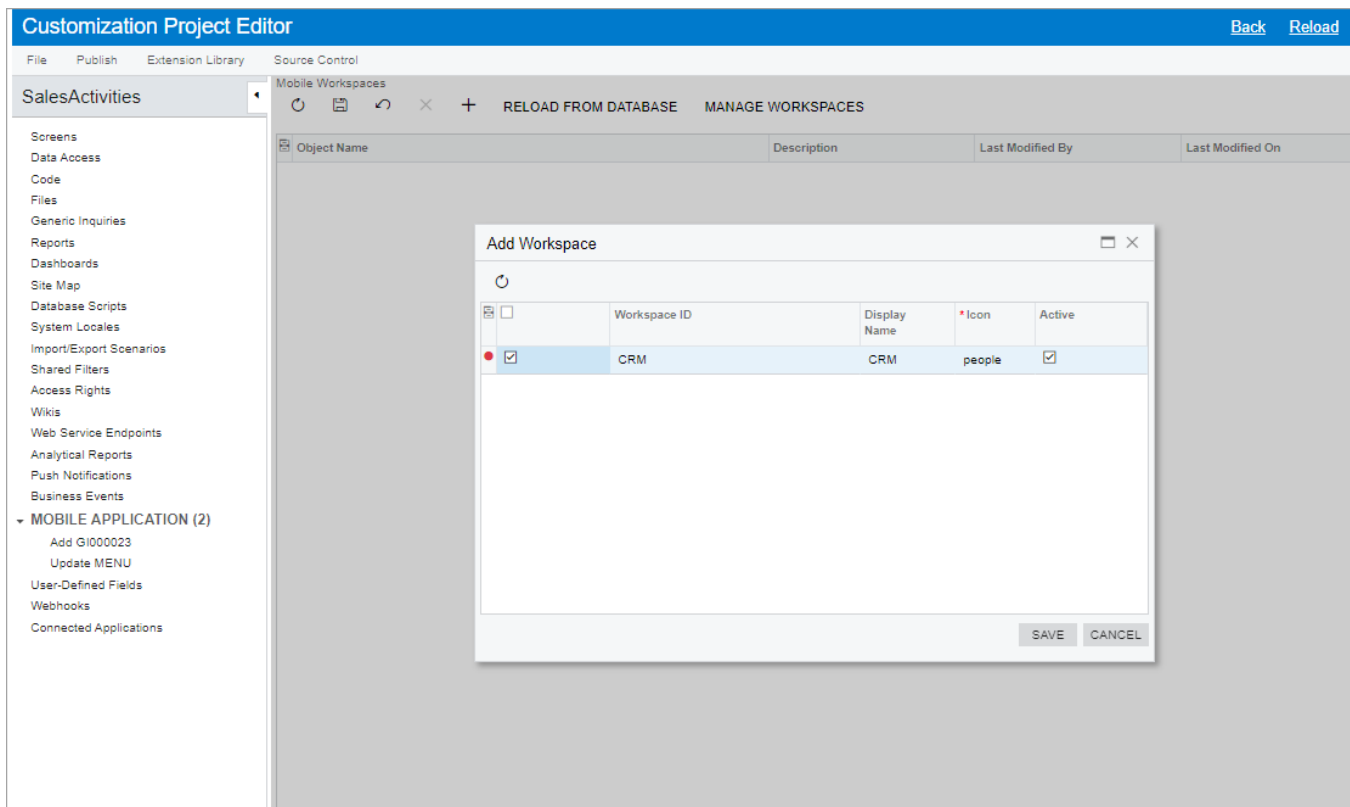 Customization Project Editor
Back Reload
File Publish Extension Library Source Control
SalesActivities
Mobile Workspaces
RELOAD FROM DATABASE MANAGE WORKSPACES
Object Name Description Last Modified By Last Modified On
Screens
Data Access
Code
Files
Generic Inquiries
Reports
Dashboards
Site Map
Database Scripts
System Locales
Import/Export Scenarios
Shared Filters
Access Rights
Wikis
Web Service Endpoints
Analytical Reports
Push Notifications
Business Events
MOBILE APPLICATION (2)
Add GI000023
Update MENU
User-Defined Fields
Webhooks
Connected Applications
Add Workspace
Workspace ID Display Name * Icon Active
CRM CRM people
SAVE CANCEL